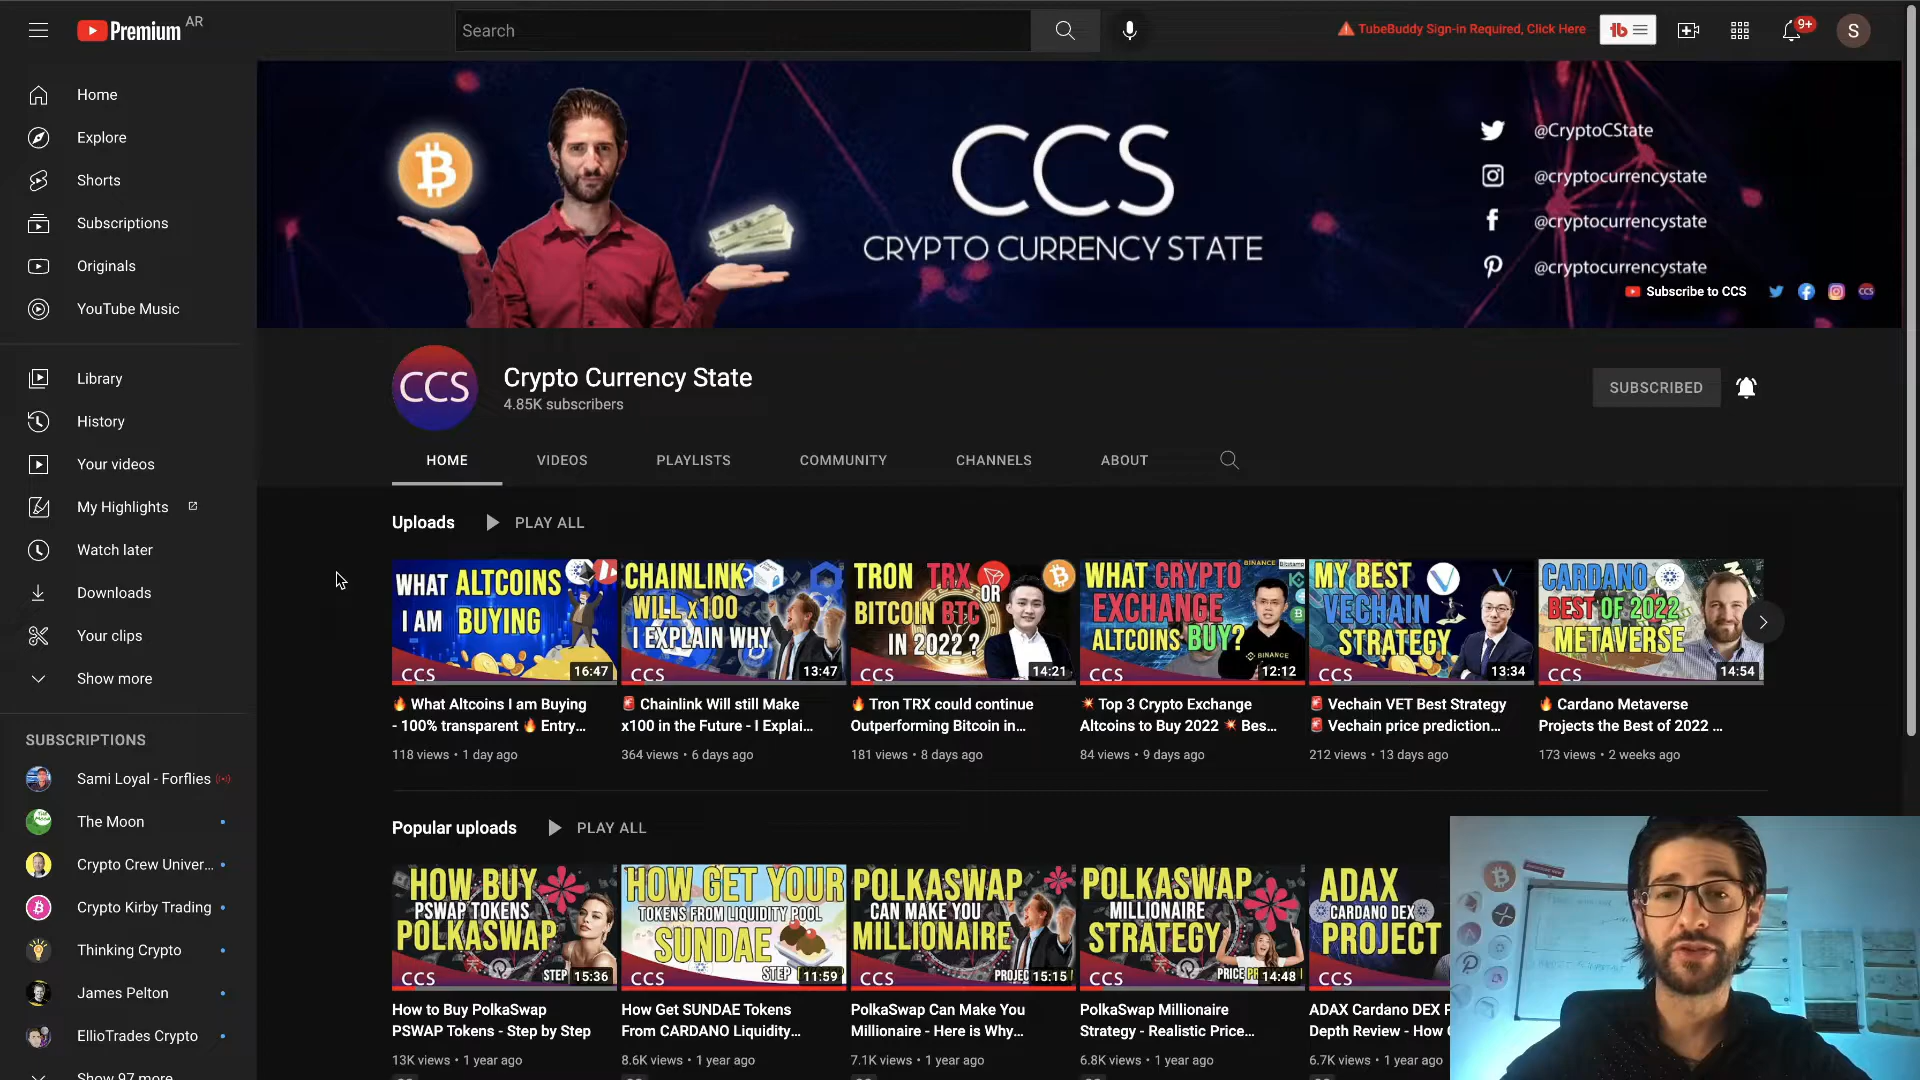 Premium AR
Search
TubeBuddy Sign-in Required, Click Here
tb
9+
S
Home
Explore
Shorts
Subscriptions
Originals
YouTube Music
Library
History
Your videos
My Highlights
Watch later
Downloads
Your clips
Show more
SUBSCRIPTIONS
Sami Loyal - Forflies
The Moon
Crypto Crew Univer...
Crypto Kirby Trading
Thinking Crypto
James Pelton
EllioTrades Crypto
Show 97 more
CCS
CRYPTO CURRENCY STATE
@CryptoCState
@cryptocurrencystate
@cryptocurrencystate
@cryptocurrencystate
Subscribe to CCS
CCS
CCS
Crypto Currency State
4.85K subscribers
SUBSCRIBED
HOME
VIDEOS
PLAYLISTS
COMMUNITY
CHANNELS
ABOUT
Uploads
PLAY ALL
WHAT ALTCOINS
I AM BUYING
CCS
16:47
🔥 What Altcoins I am Buying
- 100% transparent 🔥 Entry...
118 views • 1 day ago
CHAINLINK
WILL x100
I EXPLAIN WHY
CCS
13:47
🚨 Chainlink Will still Make
x100 in the Future - I Explai...
364 views • 6 days ago
TRON TRX
OR
BITCOIN BTC
IN 2022 ?
CCS
14:21
🔥 Tron TRX could continue
Outperforming Bitcoin in...
181 views • 8 days ago
WHAT CRYPTO
EXCHANGE
ALTCOINS BUY?
BINANCE
Bitstamp
BINANCE
CCS
12:12
💥 Top 3 Crypto Exchange
Altcoins to Buy 2022 💥 Bes...
84 views • 9 days ago
MY BEST
VECHAIN
STRATEGY
CCS
13:34
🚨 Vechain VET Best Strategy
🚨 Vechain price prediction...
212 views • 13 days ago
CARDANO
BEST OF 2022
METAVERSE
CCS
14:54
🔥 Cardano Metaverse
Projects the Best of 2022 ...
173 views • 2 weeks ago
Popular uploads
PLAY ALL
HOW BUY
PSWAP TOKENS
POLKASWAP
STEP
CCS
15:36
How to Buy PolkaSwap
PSWAP Tokens - Step by Step
13K views • 1 year ago
HOW GET YOUR
TOKENS FROM LIQUIDITY POOL
SUNDAE
STEP
CCS
11:59
How Get SUNDAE Tokens
From CARDANO Liquidity...
8.6K views • 1 year ago
POLKASWAP
CAN MAKE YOU
MILLIONAIRE
PROJEC
CCS
15:15
PolkaSwap Can Make You
Millionaire - Here is Why...
7.1K views • 1 year ago
POLKASWAP
MILLIONAIRE
STRATEGY
CCS
14:48
PolkaSwap Millionaire
Strategy - Realistic Price...
6.8K views • 1 year ago
ADAX
CARDANO DEX
PROJECT
CCS
ADAX Cardano DEX
Depth Review - How
6.7K views • 1 year ago